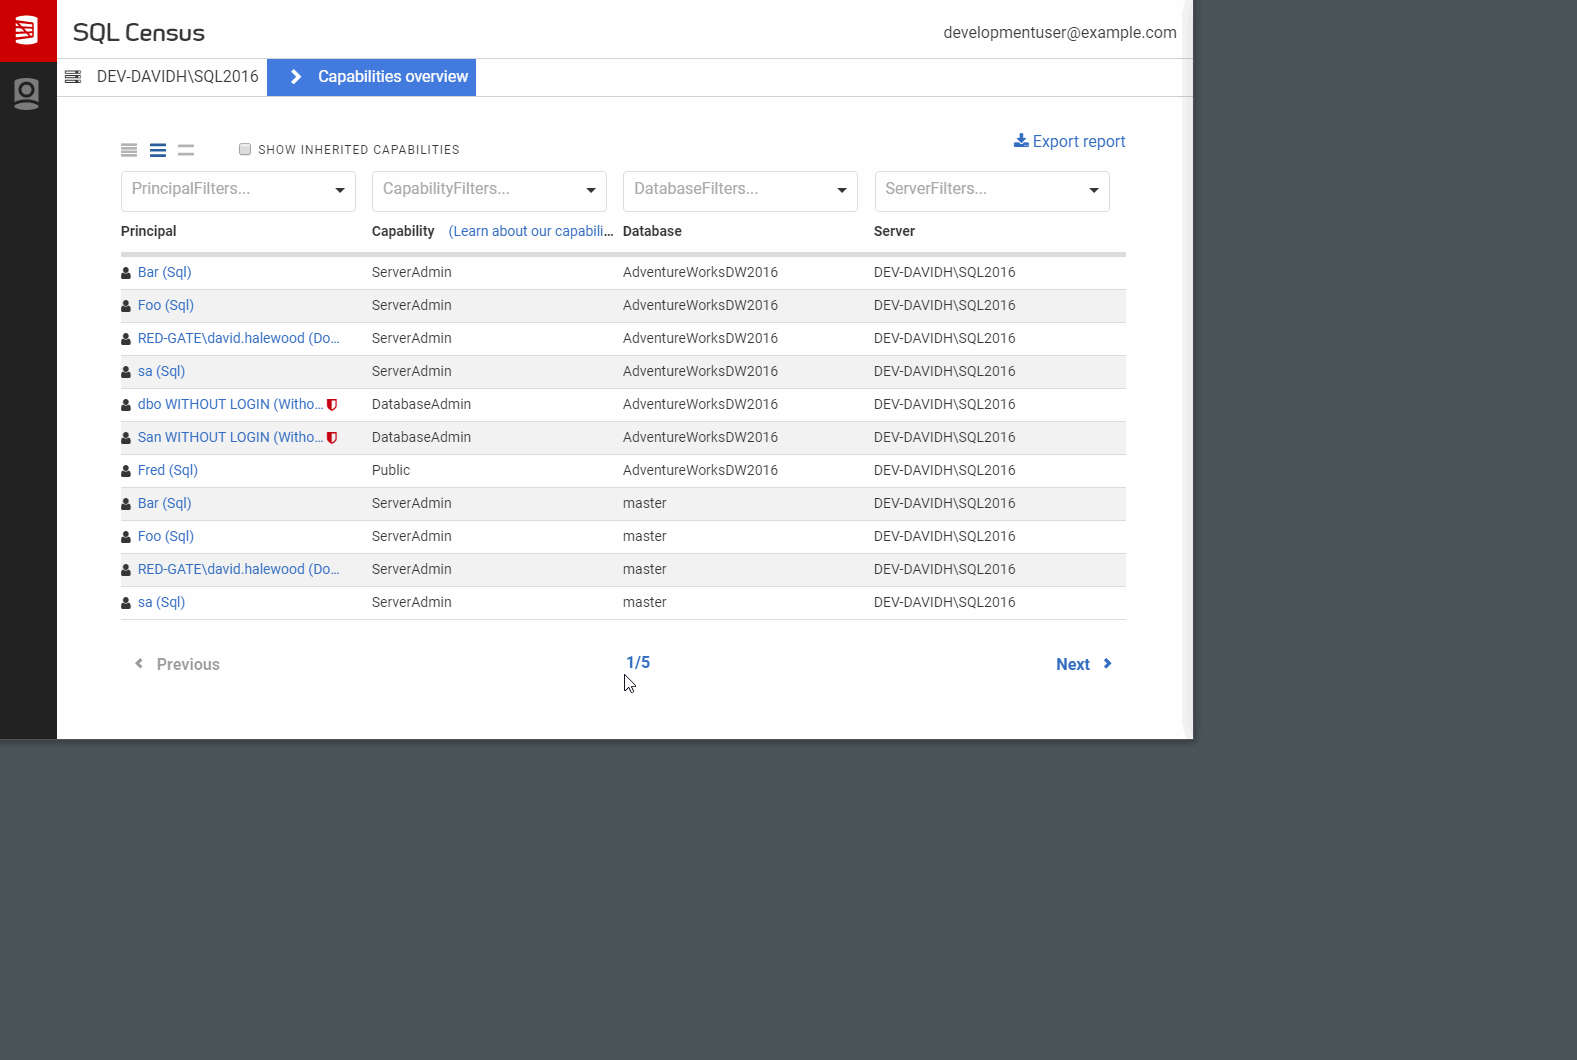 SQL Census
developmentuser@example.com
DEV-DAVIDH\SQL2016 Capabilities overview
SHOW INHERITED CAPABILITIES
Export report
PrincipalFilters... CapabilityFilters... DatabaseFilters... ServerFilters...
Principal Capability (Learn about our capabili... Database Server
Bar (Sql) ServerAdmin AdventureWorksDW2016 DEV-DAVIDH\SQL2016
Foo (Sql) ServerAdmin AdventureWorksDW2016 DEV-DAVIDH\SQL2016
RED-GATE\david.halewood (Do... ServerAdmin AdventureWorksDW2016 DEV-DAVIDH\SQL2016
sa (Sql) ServerAdmin AdventureWorksDW2016 DEV-DAVIDH\SQL2016
dbo WITHOUT LOGIN (Witho... DatabaseAdmin AdventureWorksDW2016 DEV-DAVIDH\SQL2016
San WITHOUT LOGIN (Witho... DatabaseAdmin AdventureWorksDW2016 DEV-DAVIDH\SQL2016
Fred (Sql) Public AdventureWorksDW2016 DEV-DAVIDH\SQL2016
Bar (Sql) ServerAdmin master DEV-DAVIDH\SQL2016
Foo (Sql) ServerAdmin master DEV-DAVIDH\SQL2016
RED-GATE\david.halewood (Do... ServerAdmin master DEV-DAVIDH\SQL2016
sa (Sql) ServerAdmin master DEV-DAVIDH\SQL2016
Previous 1/5 Next